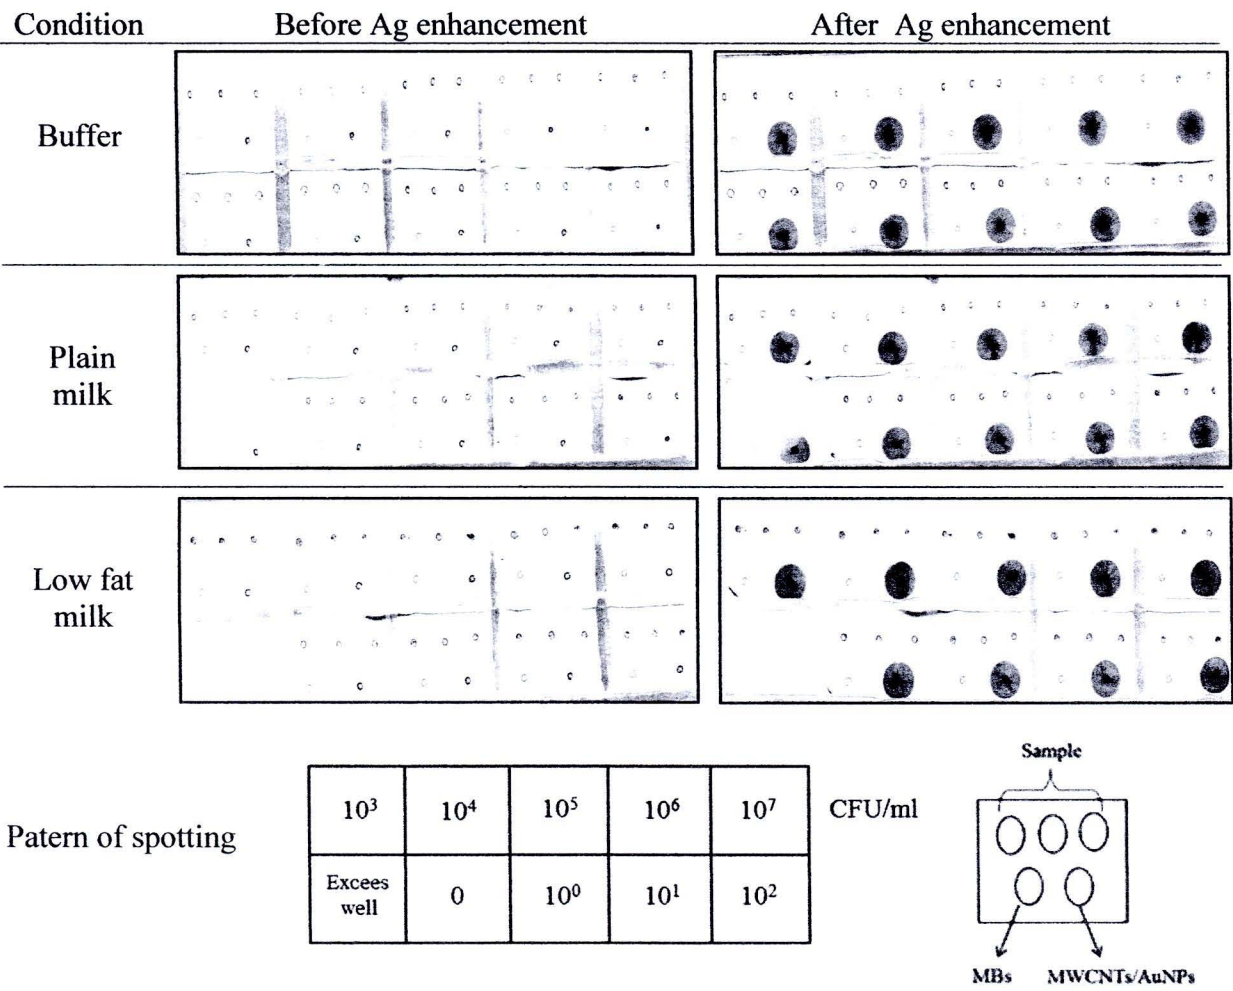 Condition Before Ag enhancement After Ag enhancement
Buffer
Plain
milk
Low fat
milk
Patern of spotting
10³ 10⁴ 10⁵ 10⁶ 10⁷ CFU/ml
Excees
well 0 10⁰ 10¹ 10²
Sample
MBs MWCNTs/AuNPs